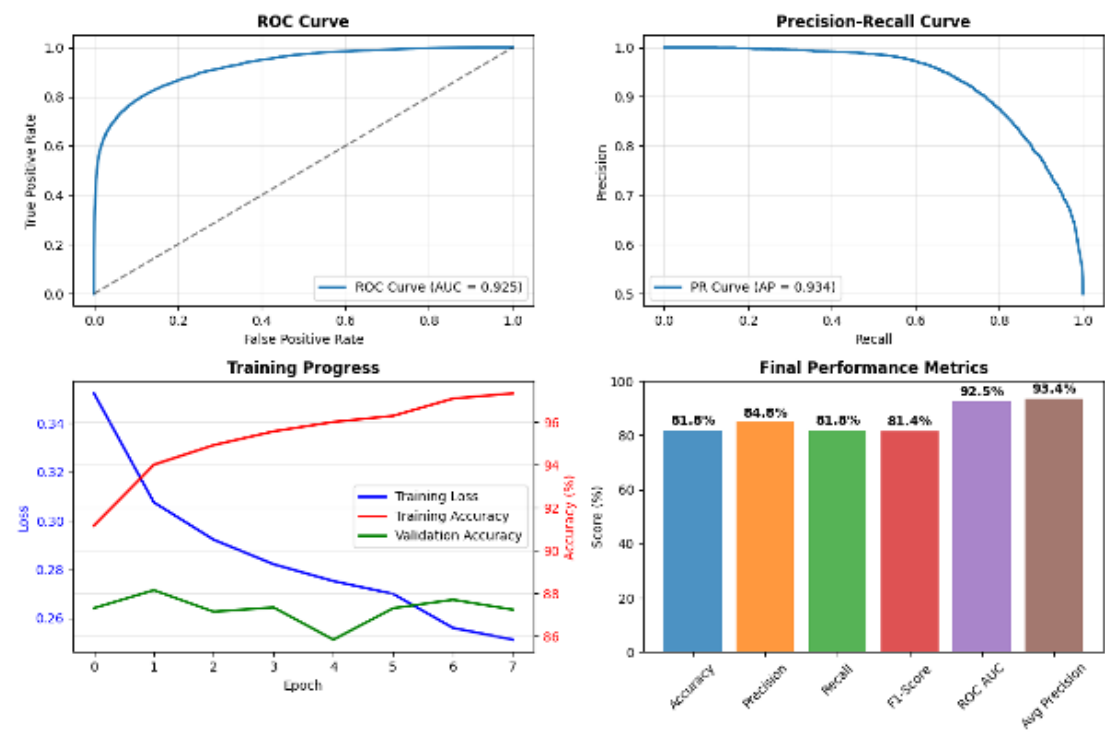 ROC Curve
1.0
0.8
0.6
0.4
0.2
0.0
True Positive Rate
ROC Curve (AUC = 0.925)
0.0 0.2 0.4 0.6 0.8 1.0
False Positive Rate
Precision-Recall Curve
1.0
0.9
0.8
0.7
0.6
0.5
Precision
PR Curve (AP = 0.934)
0.0 0.2 0.4 0.6 0.8 1.0
Recall
Training Progress
0.34
0.32
0.30
0.28
0.26
Loss
Training Loss
Training Accuracy
Validation Accuracy
96
94
92
90
88
86
Accuracy (%)
0 1 2 3 4 5 6 7
Epoch
Final Performance Metrics
100
80
60
40
20
0
Score (%)
81.8% 84.8% 81.8% 81.4% 92.5% 93.4%
Accuracy
Precision
Recall
F1-Score
ROC AUC
Avg Precision